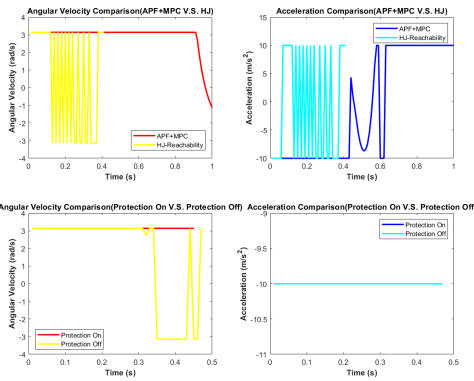 Angular Velocity Comparison(APF+MPC V.S. HJ)
Angular Velocity (rad/s)
4
3
2
1
0
-1
-2
-3
-4
APF+MPC
HJ-Reachability
0 0.2 0.4 0.6 0.8 1
Time (s)
Acceleration Comparison(APF+MPC V.S. HJ)
Acceleration (m/s²)
15
10
5
0
-5
-10
APF+MPC
HJ-Reachability
0 0.2 0.4 0.6 0.8 1
Time (s)
Angular Velocity Comparison(Protection On V.S. Protection Off)
Angular Velocity (rad/s)
4
3
2
1
0
-1
-2
-3
-4
Protection On
Protection Off
0 0.1 0.2 0.3 0.4 0.5
Time (s)
Acceleration Comparison(Protection On V.S. Protection Off
Acceleration (m/s²)
-9
-9.5
-10
-10.5
-11
Protection On
Protection Off
0 0.1 0.2 0.3 0.4 0.5
Time (s)